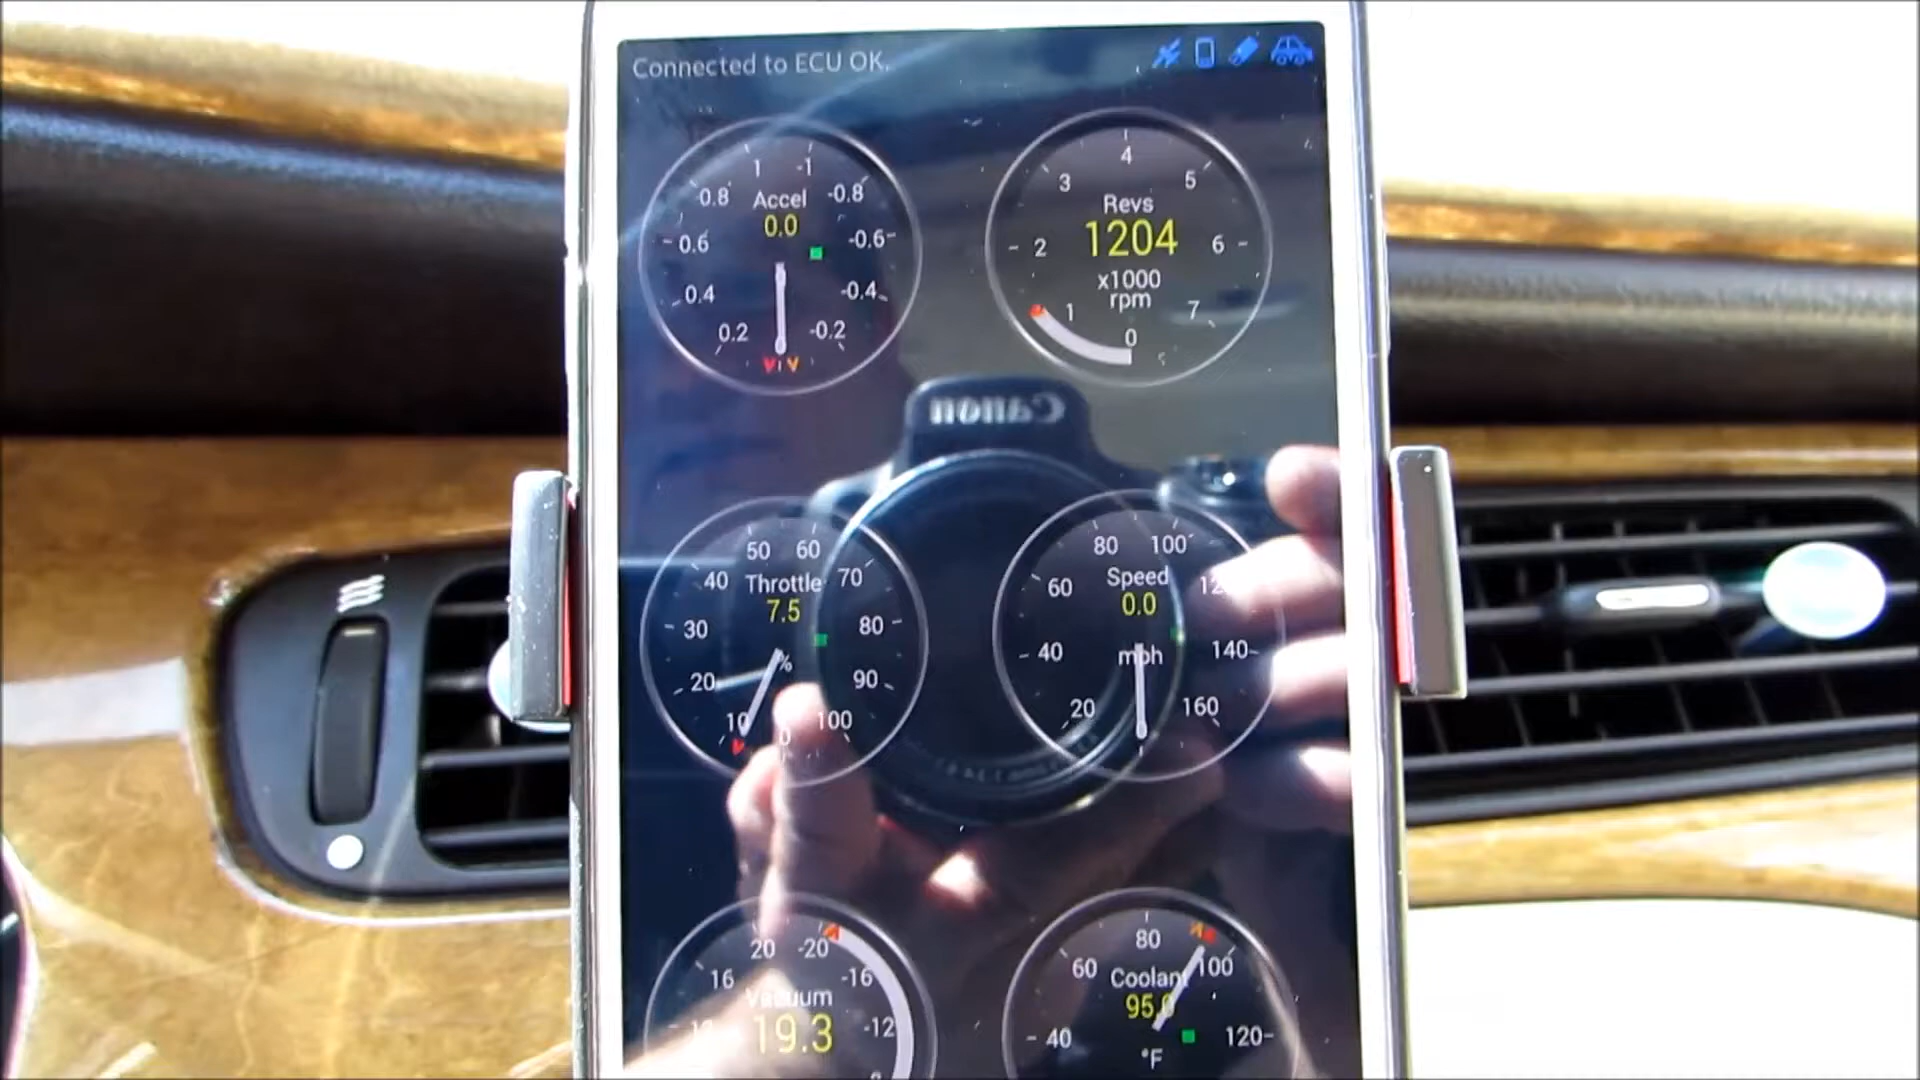 Connected to ECU OK.
1 -1
0.8 Accel -0.8
0.0
0.6 -0.6
0.4 -0.4
0.2 -0.2
4
3 5
Revs
2 1204 6
x1000
rpm
1 7
0
Canon
50 60
40 Throttle 70
7.5
30 80
%
20 90
10 100
0
80 100
60 Speed
0.0
40 mph 140
20 160
20 -20
16 -16
Vacuum
19.3 -12
80
60 100
Coolant
95.0
40 120
°F